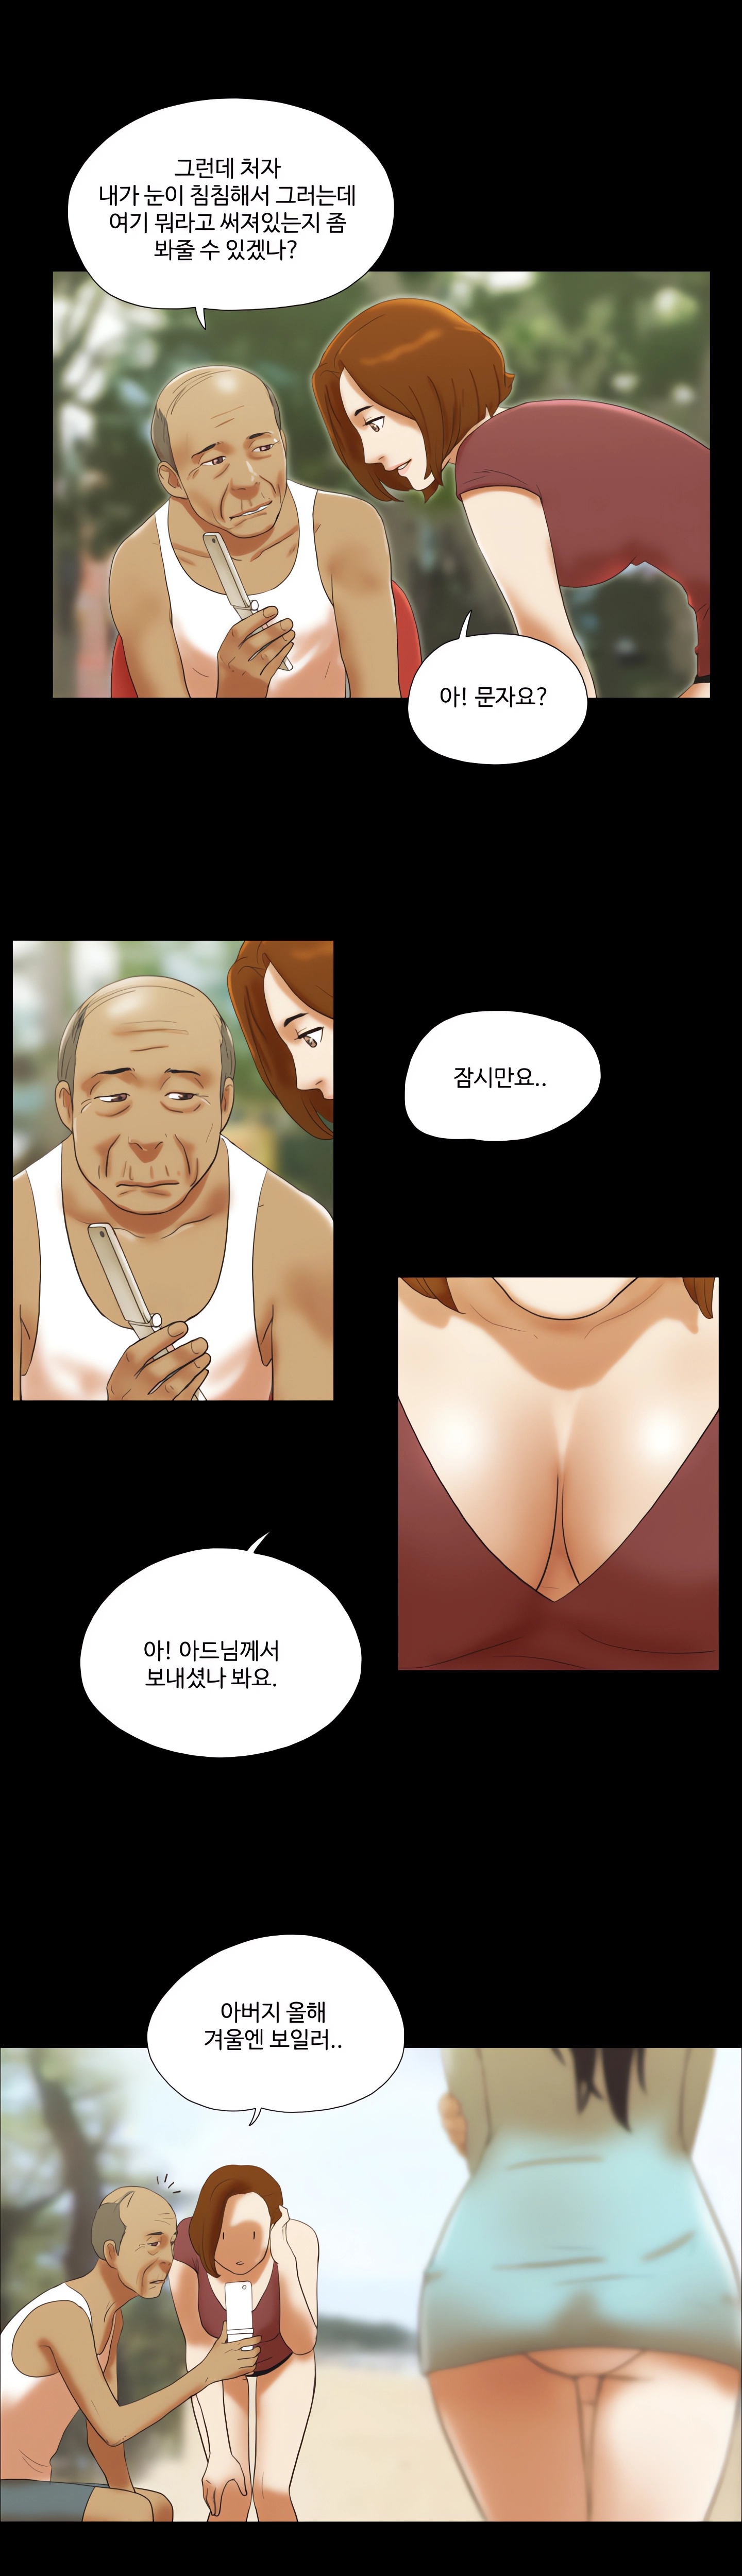 그런데 처자
내가 눈이 침침해서 그러는데
여기 뭐라고 써져있는지 좀
봐줄 수 있겠나?
아! 문자요?
잠시만요..
아! 아드님께서
보내셨나 봐요.
아버지 올해
겨울엔 보일러..